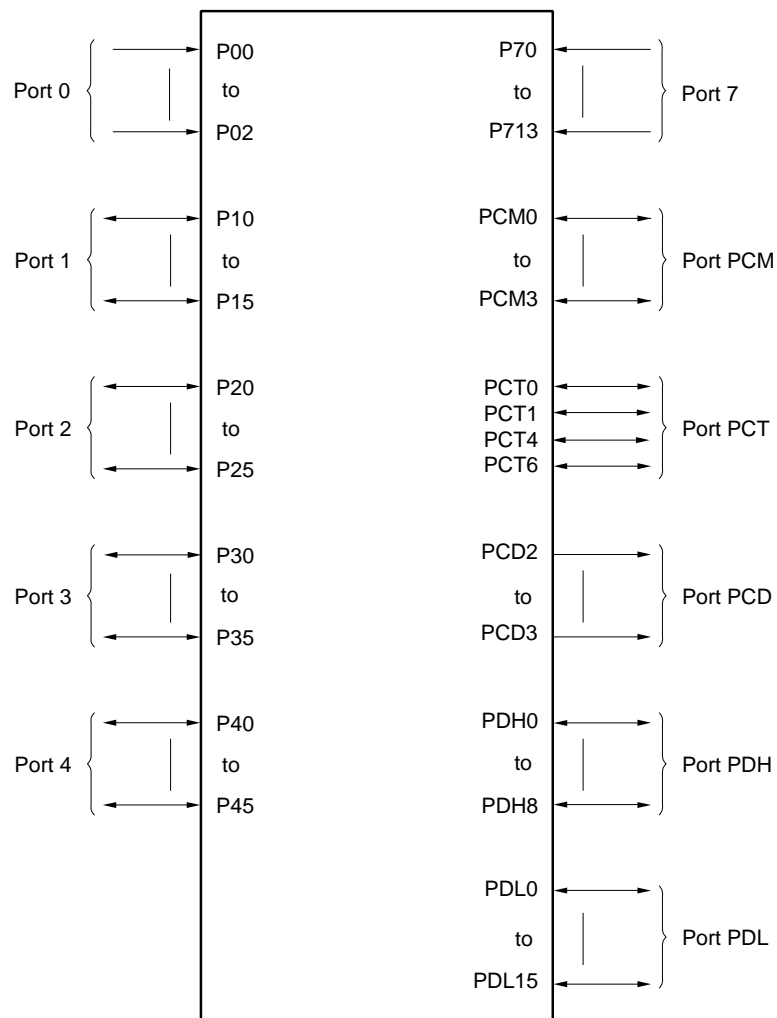 Port 0
P00
to
P02
Port 1
P10
to
P15
Port 2
P20
to
P25
Port 3
P30
to
P35
Port 4
P40
to
P45
P70
to
P713
Port 7
PCM0
to
PCM3
Port PCM
PCT0
PCT1
PCT4
PCT6
Port PCT
PCD2
to
PCD3
Port PCD
PDH0
to
PDH8
Port PDH
PDL0
to
PDL15
Port PDL